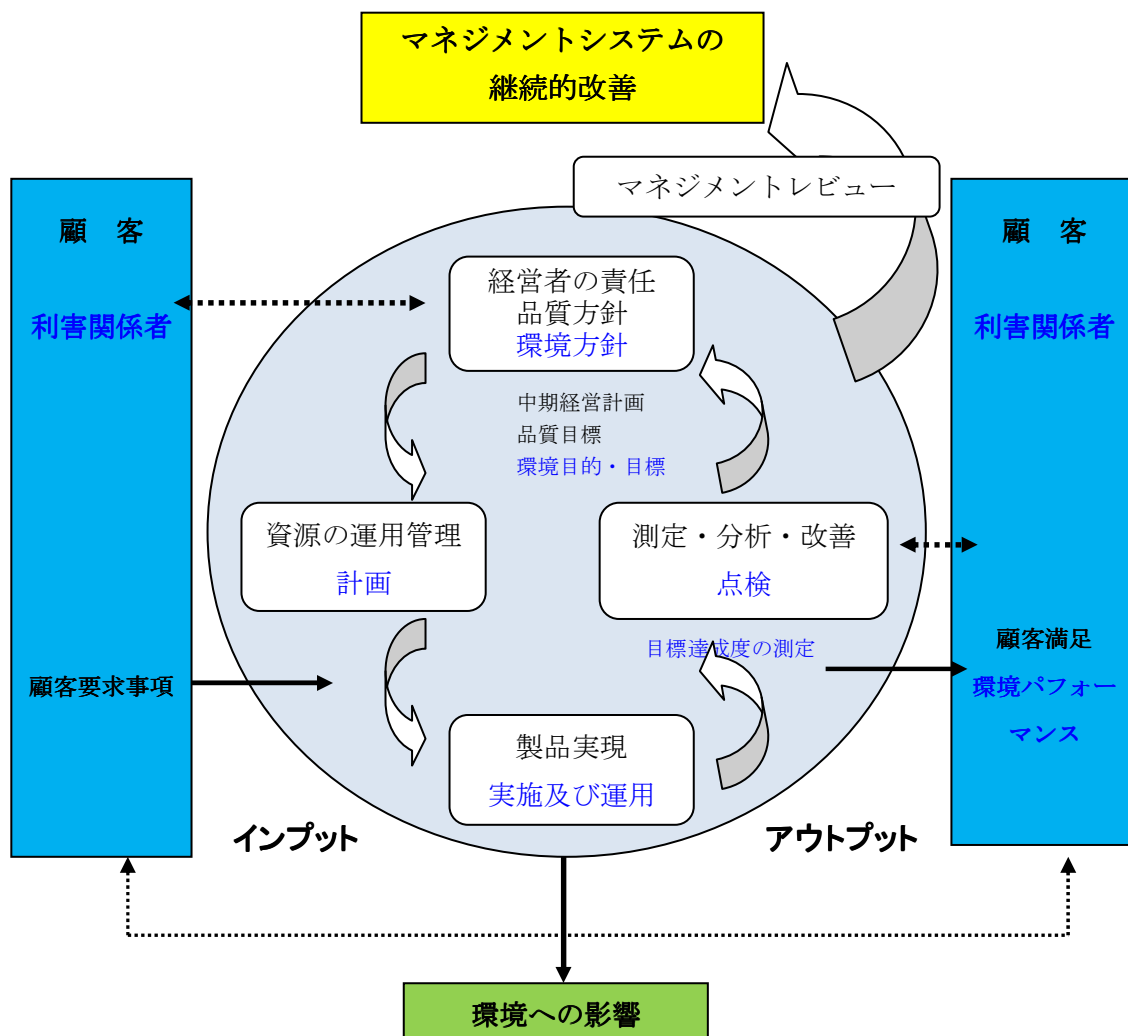 マネジメントシステムの
継続的改善
マネジメントレビュー
顧　客
利害関係者
顧客要求事項
経営者の責任
品質方針
環境方針
中期経営計画
品質目標
環境目的・目標
資源の運用管理
計画
測定・分析・改善
点検
目標達成度の測定
製品実現
実施及び運用
顧　客
利害関係者
顧客満足
環境パフォー
マンス
インプット
アウトプット
環境への影響